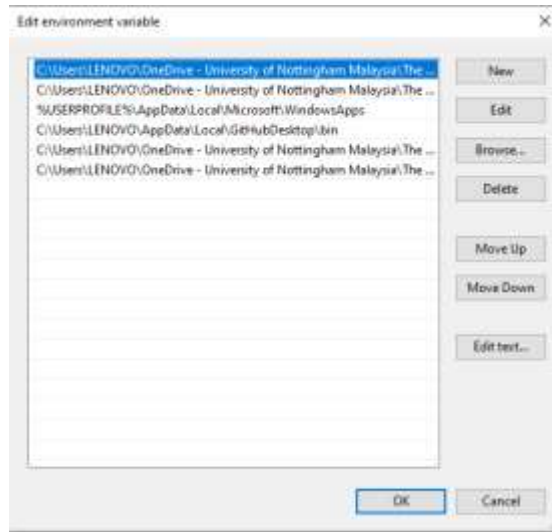 Edit environment variable
C:\Users\LENOVO\OneDrive - University of Nottingham Malaysia\The ...
C:\Users\LENOVO\OneDrive - University of Nottingham Malaysia\The ...
%USERPROFILE%\AppData\Local\Microsoft\WindowsApps
C:\Users\LENOVO\AppData\Local\GitHubDesktop\bin
C:\Users\LENOVO\OneDrive - University of Nottingham Malaysia\The ...
C:\Users\LENOVO\OneDrive - University of Nottingham Malaysia\The ...
New
Edit
Browse...
Delete
Move Up
Move Down
Edit text...
OK
Cancel